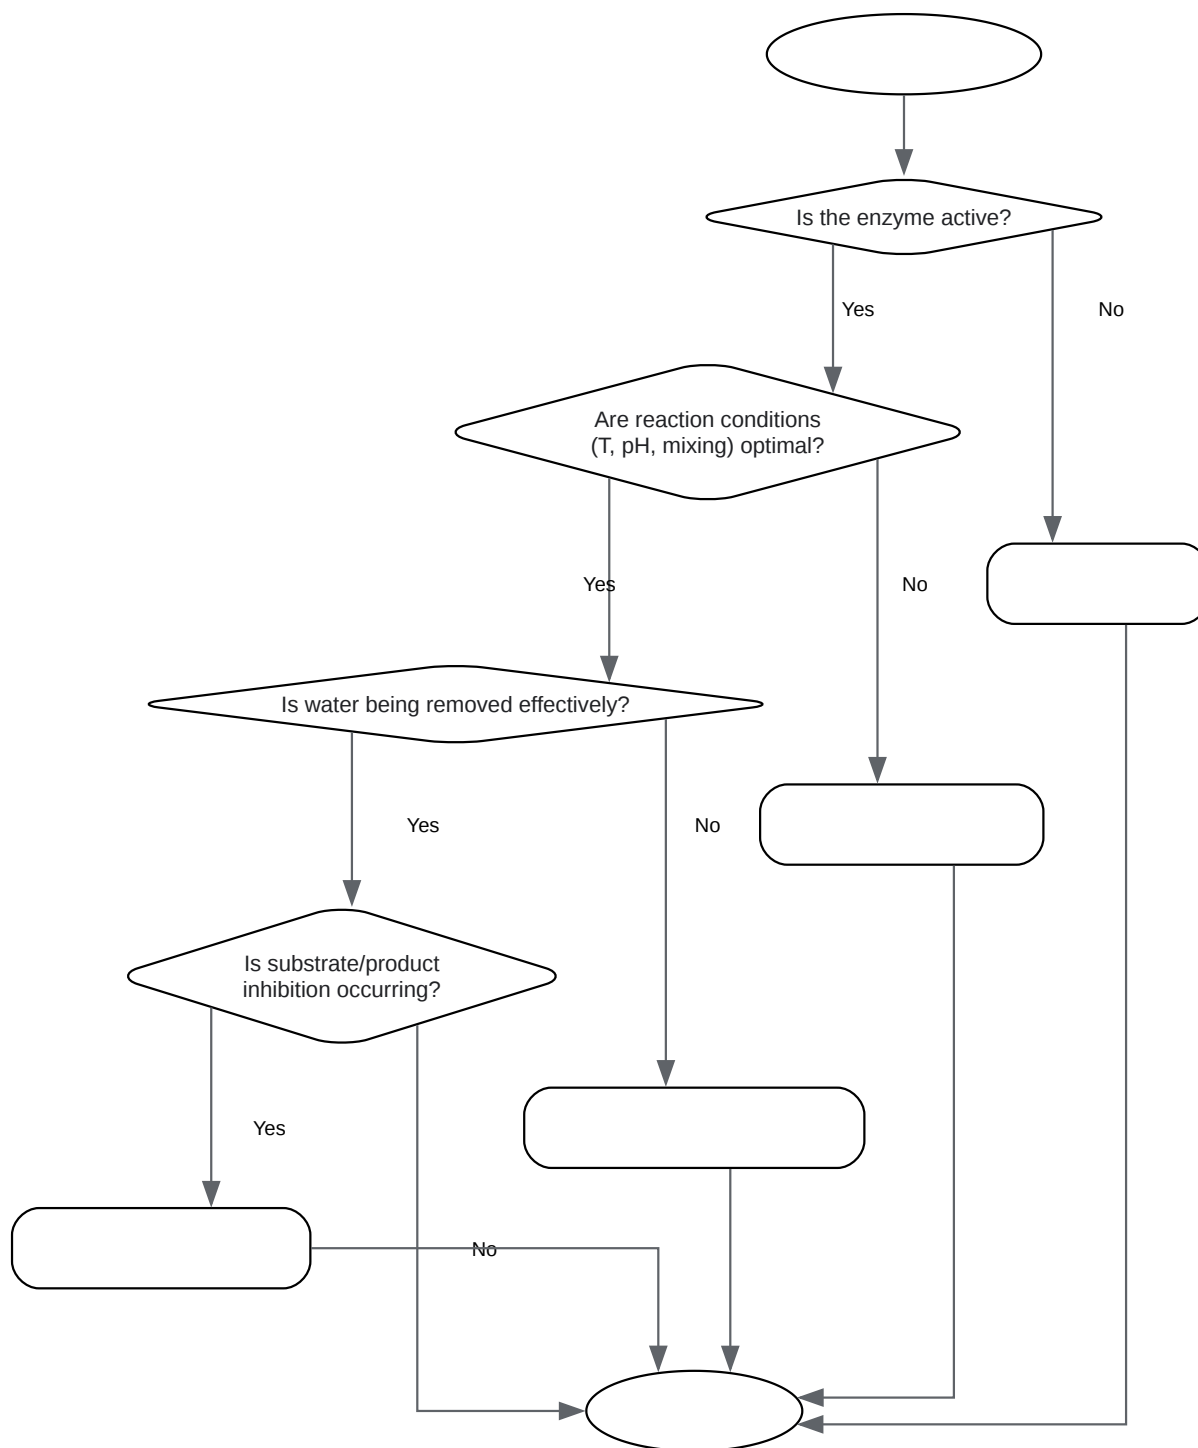 Is the enzyme active?
Yes
No
Are reaction conditions
(T, pH, mixing) optimal?
Yes
No
Is water being removed effectively?
Yes
No
Is substrate/product
inhibition occurring?
Yes
No